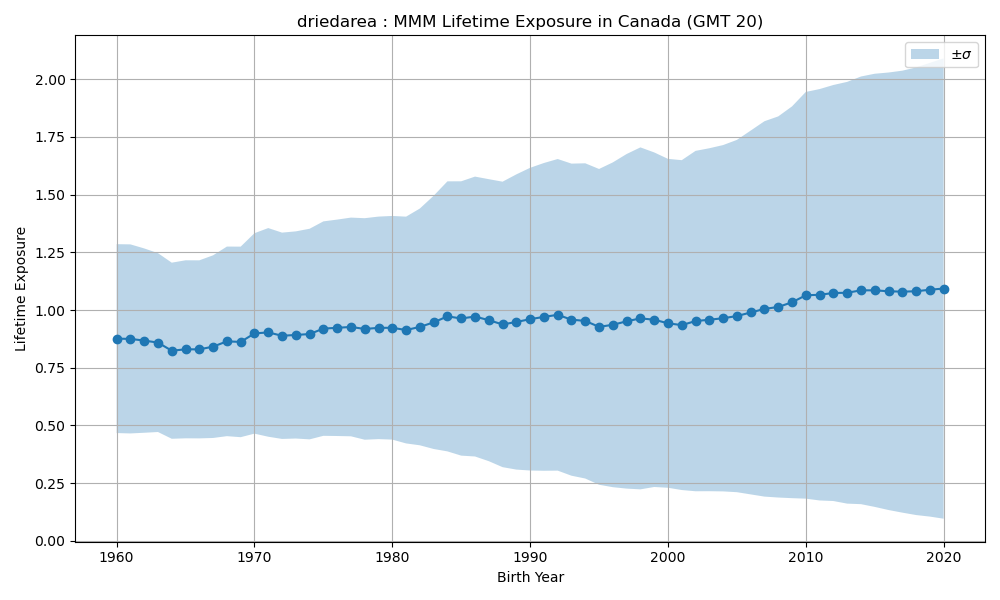 driedarea : MMM Lifetime Exposure in Canada (GMT 20)
±σ
Lifetime Exposure
2.00
1.75
1.50
1.25
1.00
0.75
0.50
0.25
0.00
1960 1970 1980 1990 2000 2010 2020
Birth Year